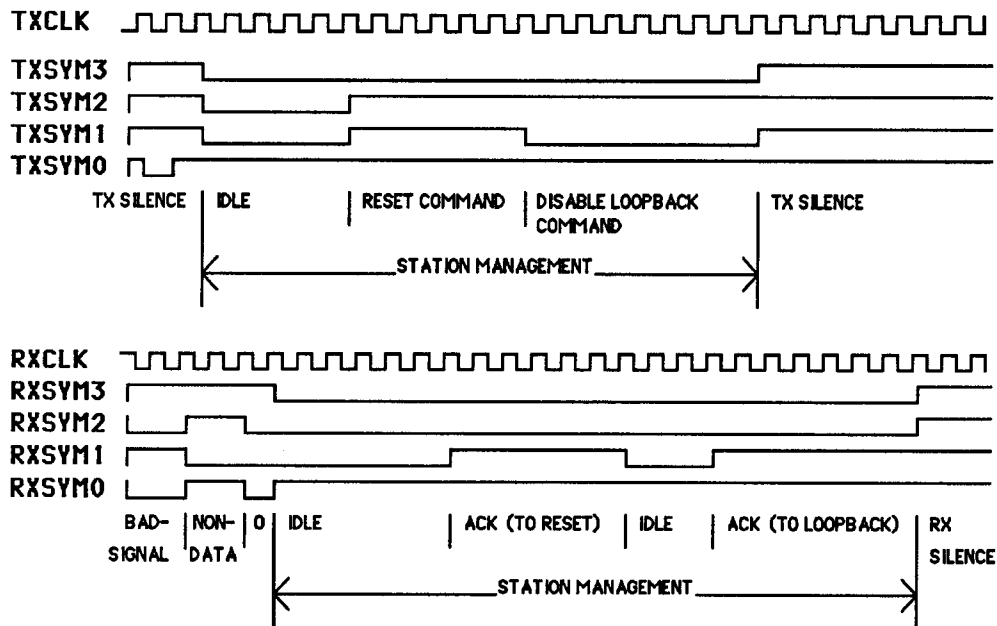 TXCLK
TXSYM3
TXSYM2
TXSYM1
TXSYM0
TX SILENCE IDLE RESET COMMAND DISABLE LOOPBACK TX SILENCE
COMMAND
STATION MANAGEMENT
RXCLK
RXSYM3
RXSYM2
RXSYM1
RXSYM0
BAD- NON- 0 IDLE ACK (TO RESET) IDLE ACK (TO LOOPBACK) RX
SIGNAL DATA SILENCE
STATION MANAGEMENT